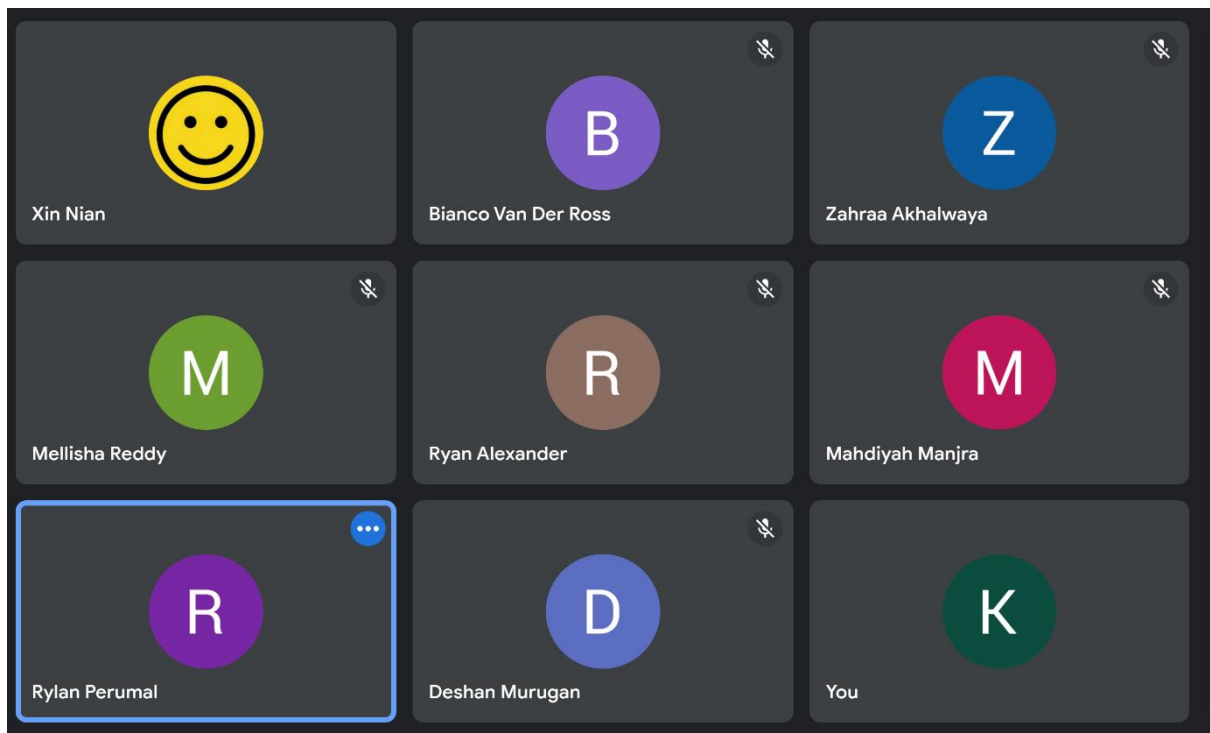 Xin Nian
B
Bianco Van Der Ross
Z
Zahraa Akhalwaya
M
Mellisha Reddy
R
Ryan Alexander
M
Mahdiyah Manjra
R
Rylan Perumal
D
Deshan Murugan
K
You